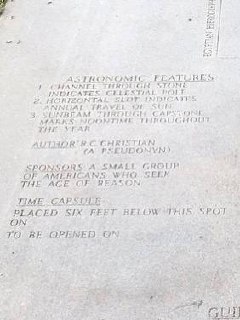 ASTRONOMIC FEATURES
1. CHANNEL THROUGH STONE
INDICATES CELESTIAL POLE
2. HORIZONTAL SLOT INDICATES
ANNUAL TRAVEL OF SUN
3. SUNBEAM THROUGH CAPSTONE
MARKS NOONTIME THROUGHOUT
THE YEAR
AUTHOR: R.C. CHRISTIAN
(A PSEUDONYN)
SPONSORS: A SMALL GROUP
OF AMERICANS WHO SEEK
THE AGE OF REASON
TIME CAPSULE
PLACED SIX FEET BELOW THIS SPOT
ON
TO BE OPENED ON
GUI